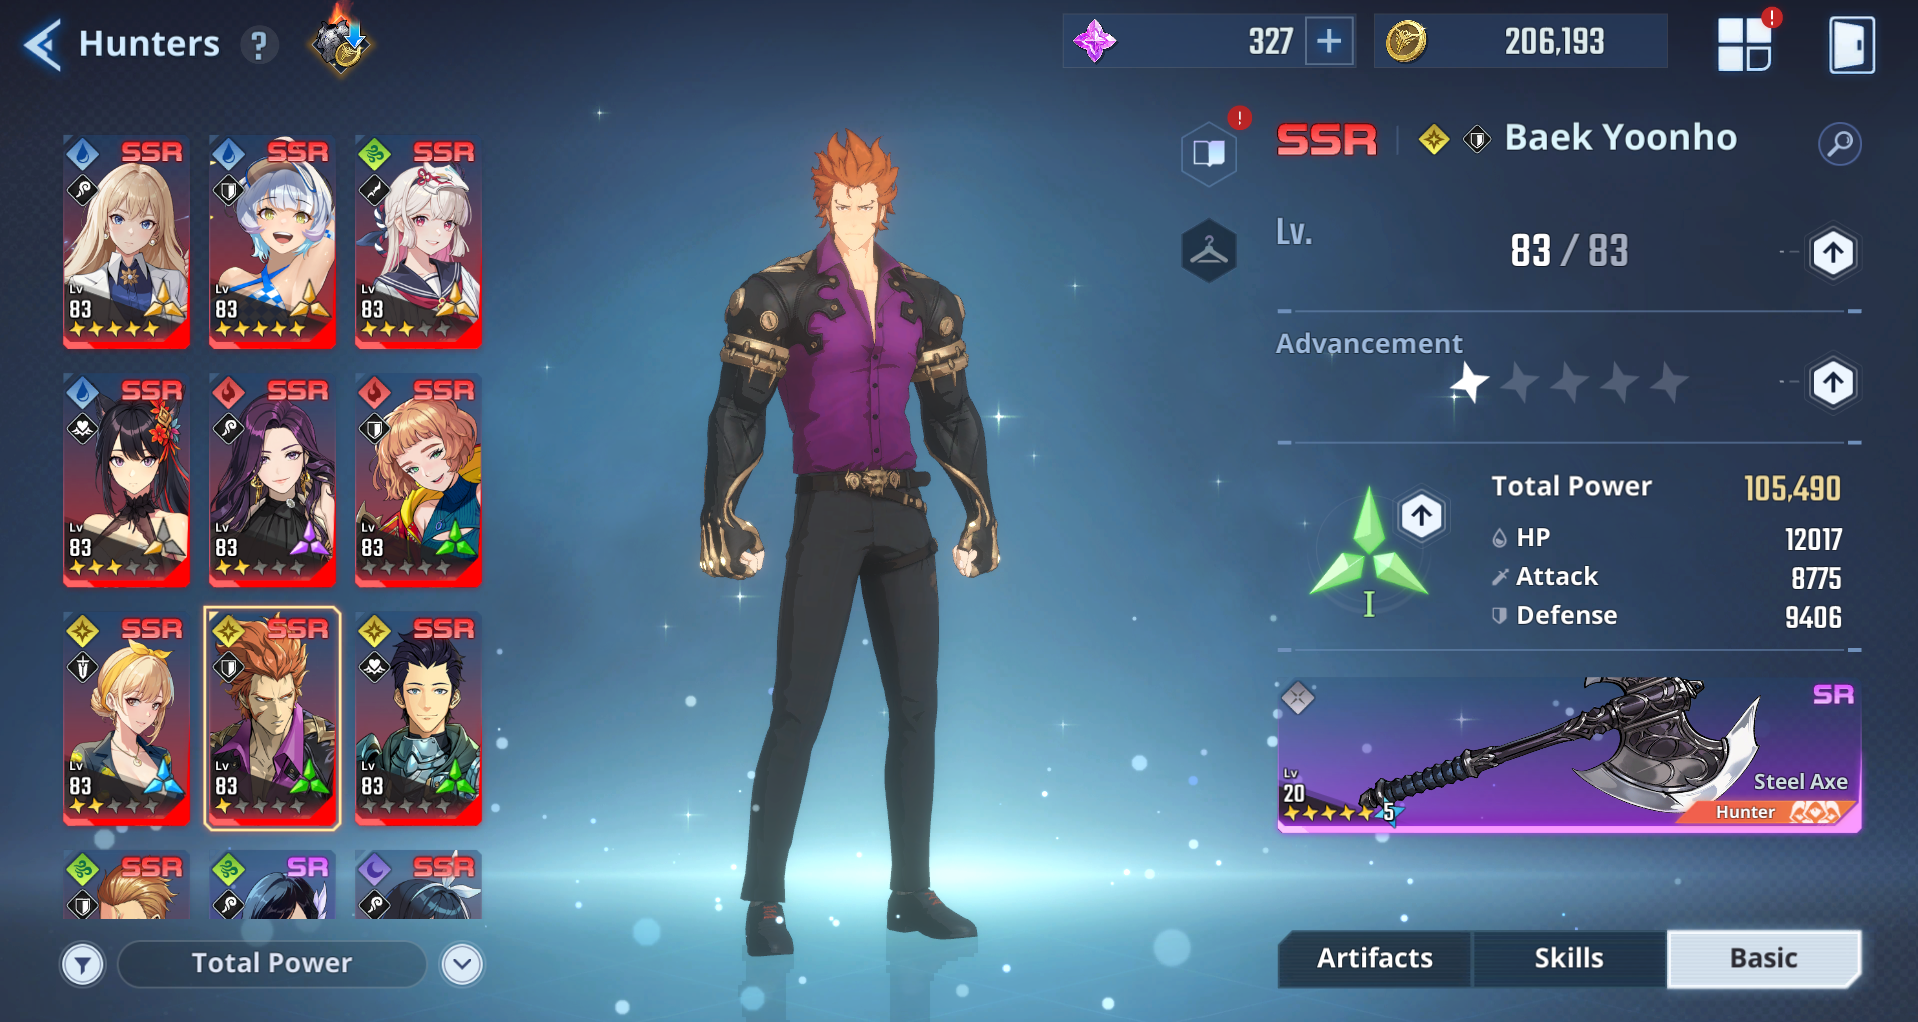 Hunters ?
327 +
206,193
!
SSR
Lv
83
SSR
Lv
83
SSR
Lv
83
SSR
Lv
83
SSR
Lv
83
SSR
Lv
83
SSR
Lv
83
SSR
Lv
83
SSR
Lv
83
SSR
SR
SSR
Total Power
!
SSR Baek Yoonho
Lv.
83 / 83
Advancement
I
Total Power 105,490
HP 12017
Attack 8775
Defense 9406
SR
Lv
20
5
Steel Axe
Hunter
Artifacts Skills Basic